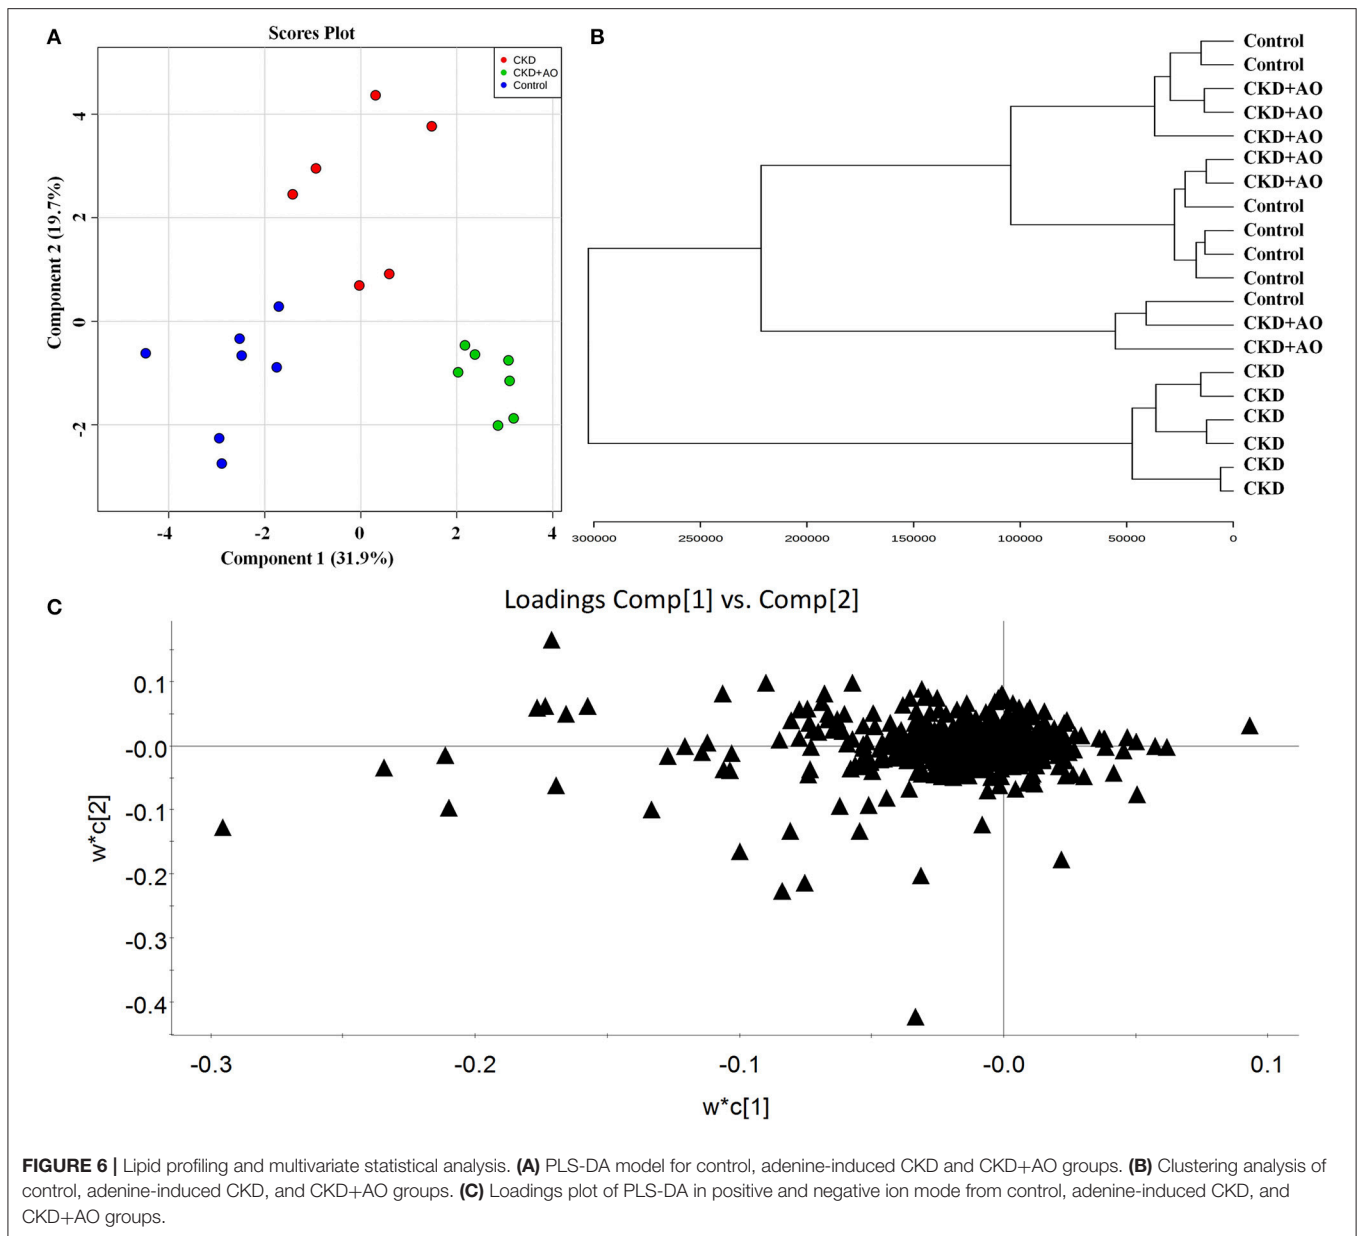 A
Scores Plot
CKD
CKD+AO
Control
4
2
0
-2
Component 2 (19.7%)
-4
-2
0
2
4
Component 1 (31.9%)
B
Control
Control
CKD+AO
CKD+AO
CKD+AO
CKD+AO
CKD+AO
Control
Control
Control
Control
Control
CKD+AO
CKD+AO
CKD
CKD
CKD
CKD
CKD
CKD
300000
250000
200000
150000
100000
50000
0
C
Loadings Comp[1] vs. Comp[2]
0.1
-0.0
-0.1
-0.2
-0.3
-0.4
w*c[2]
-0.3
-0.2
-0.1
-0.0
0.1
w*c[1]
FIGURE 6 | Lipid profiling and multivariate statistical analysis. (A) PLS-DA model for control, adenine-induced CKD and CKD+AO groups. (B) Clustering analysis of
control, adenine-induced CKD, and CKD+AO groups. (C) Loadings plot of PLS-DA in positive and negative ion mode from control, adenine-induced CKD, and
CKD+AO groups.